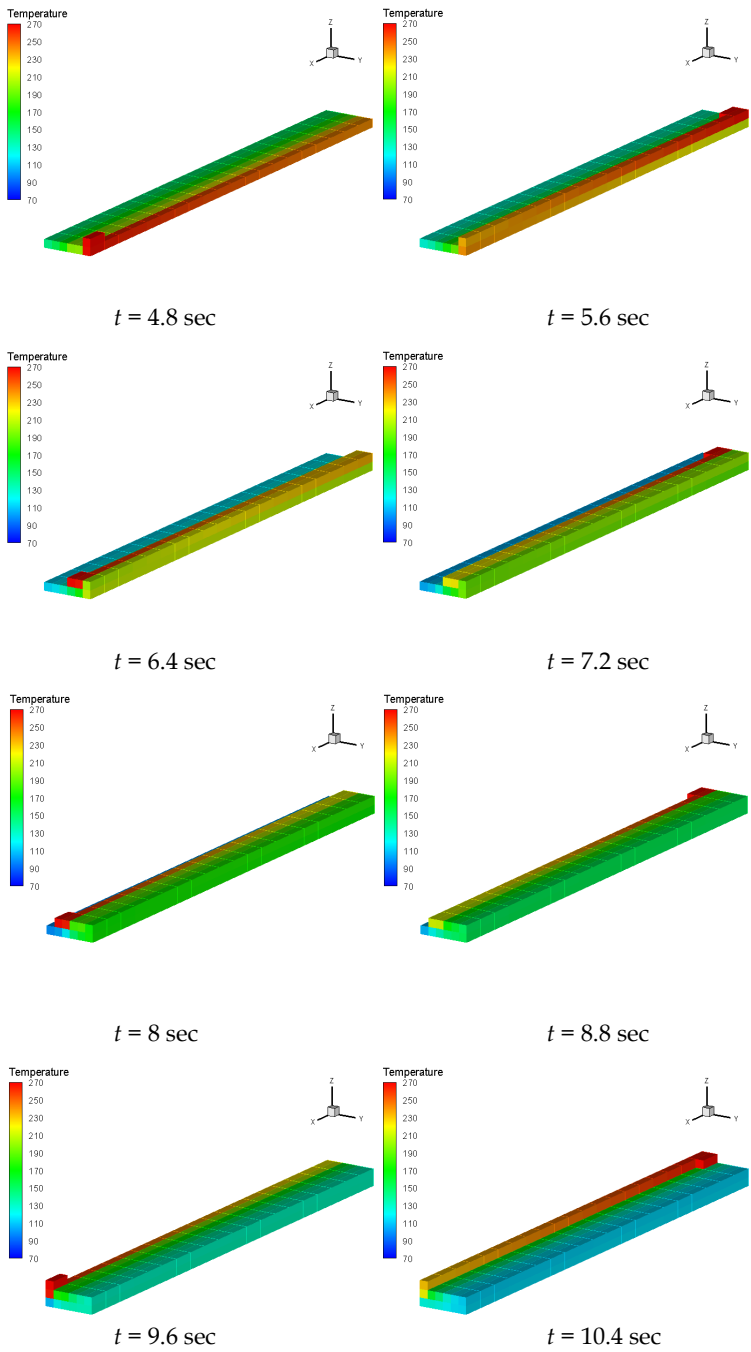 Temperature
270
250
230
210
190
170
150
130
110
90
70
Z
X
Y
t = 4.8 sec
Temperature
270
250
230
210
190
170
150
130
110
90
70
Z
X
Y
t = 5.6 sec
Temperature
270
250
230
210
190
170
150
130
110
90
70
Z
X
Y
t = 6.4 sec
Temperature
270
250
230
210
190
170
150
130
110
90
70
Z
X
Y
t = 7.2 sec
Temperature
270
250
230
210
190
170
150
130
110
90
70
Z
X
Y
t = 8 sec
Temperature
270
250
230
210
190
170
150
130
110
90
70
Z
X
Y
t = 8.8 sec
Temperature
270
250
230
210
190
170
150
130
110
90
70
Z
X
Y
t = 9.6 sec
Temperature
270
250
230
210
190
170
150
130
110
90
70
Z
X
Y
t = 10.4 sec